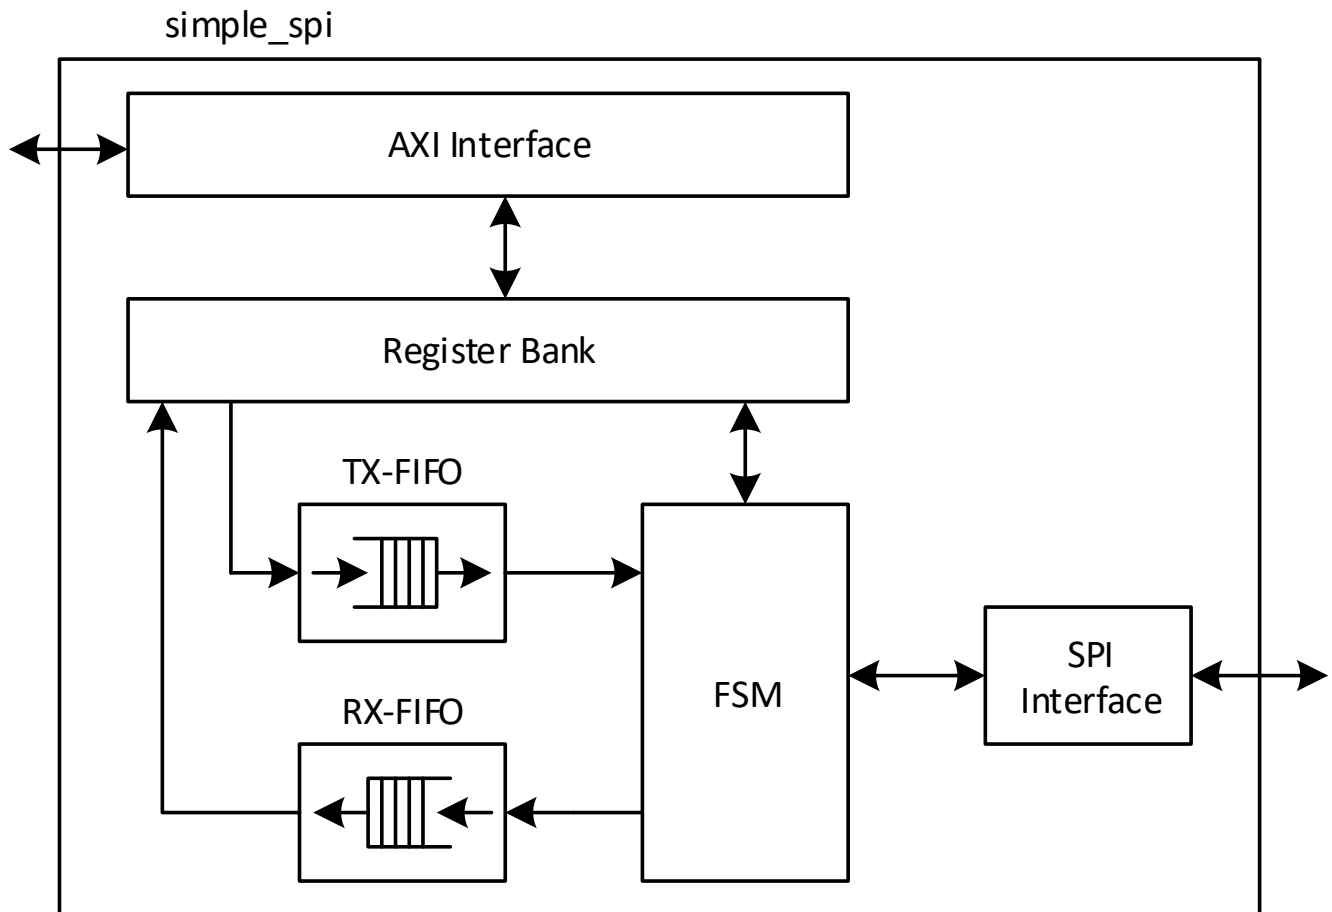 simple_spi
AXI Interface
Register Bank
TX-FIFO
RX-FIFO
FSM
SPI
Interface